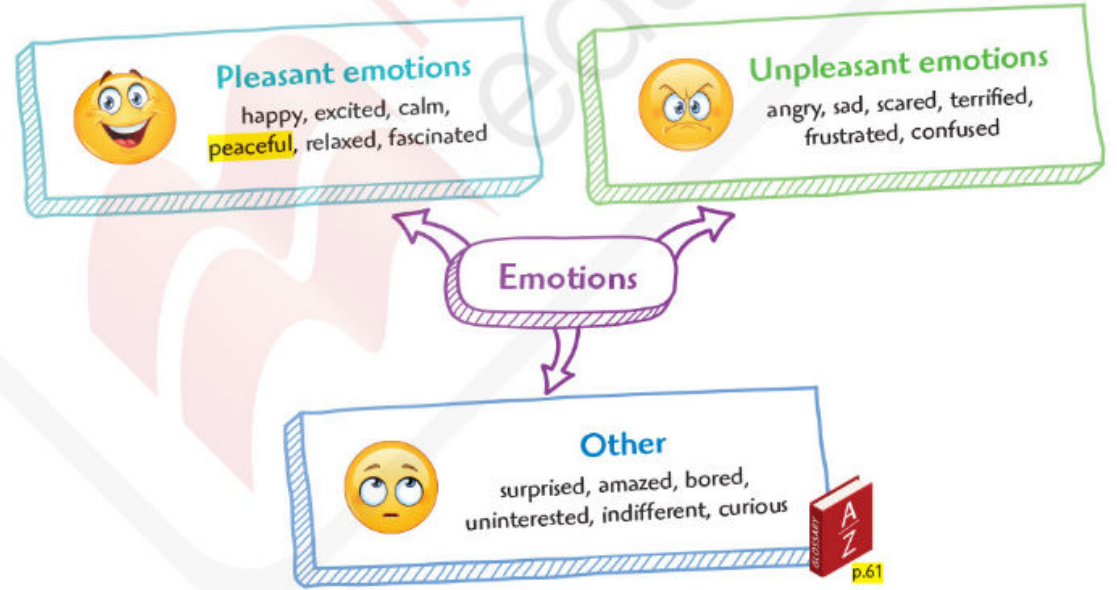 Pleasant emotions
happy, excited, calm,
peaceful, relaxed, fascinated
Unpleasant emotions
angry, sad, scared, terrified,
frustrated, confused
Emotions
Other
surprised, amazed, bored,
uninterested, indifferent, curious
A
Z
GLOSSARY
p.61